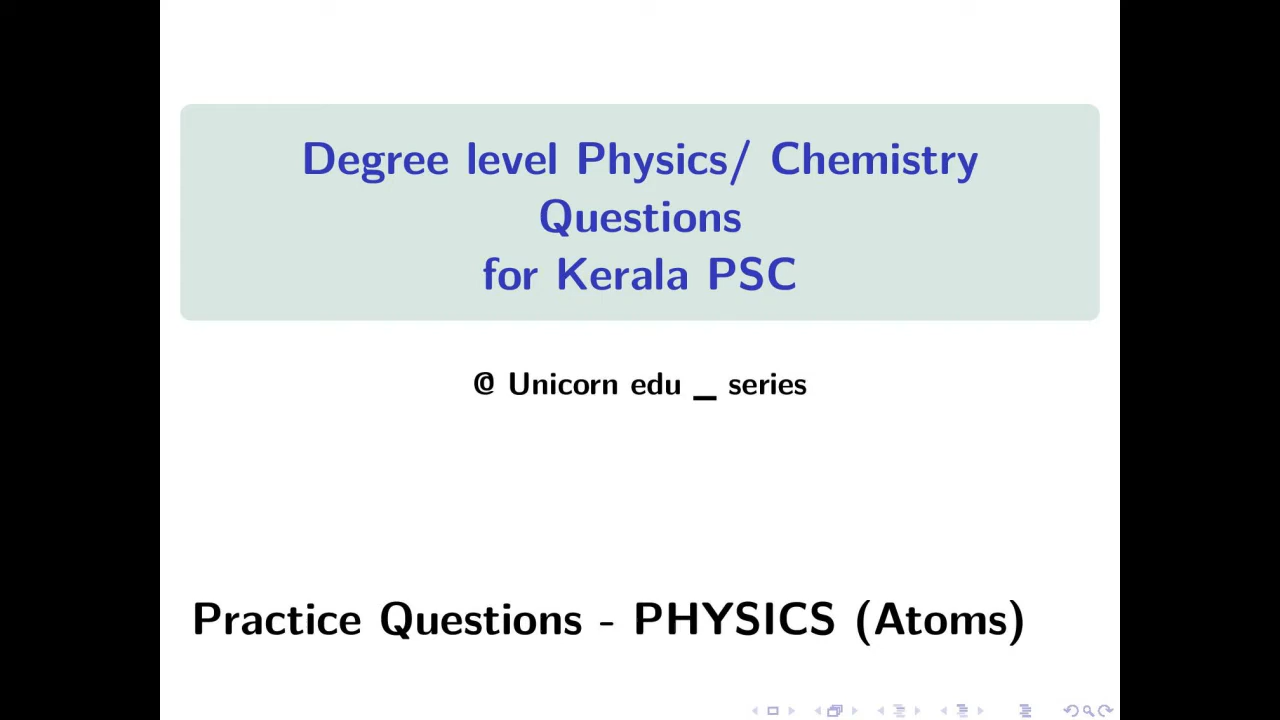 Degree level Physics/ Chemistry
Questions
for Kerala PSC
@ Unicorn edu _ series
Practice Questions - PHYSICS (Atoms)